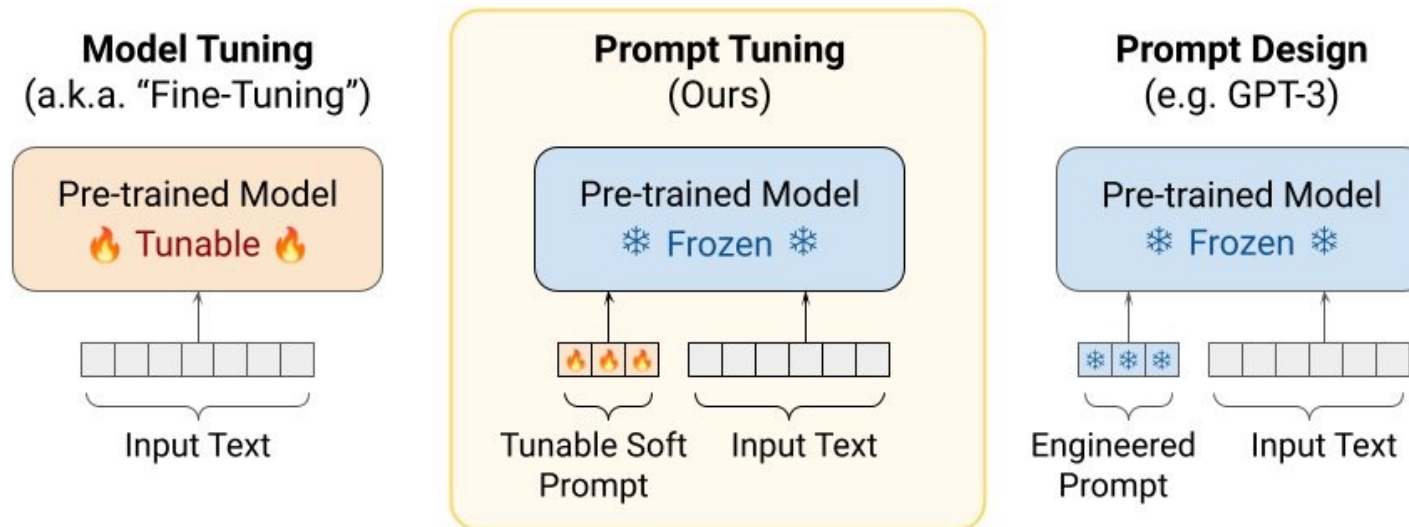 Model Tuning
(a.k.a. “Fine-Tuning”)
Pre-trained Model
🔥 Tunable 🔥
Input Text
Prompt Tuning
(Ours)
Pre-trained Model
❄ Frozen ❄
Tunable Soft
Prompt
Input Text
Prompt Design
(e.g. GPT-3)
Pre-trained Model
❄ Frozen ❄
Engineered
Prompt
Input Text